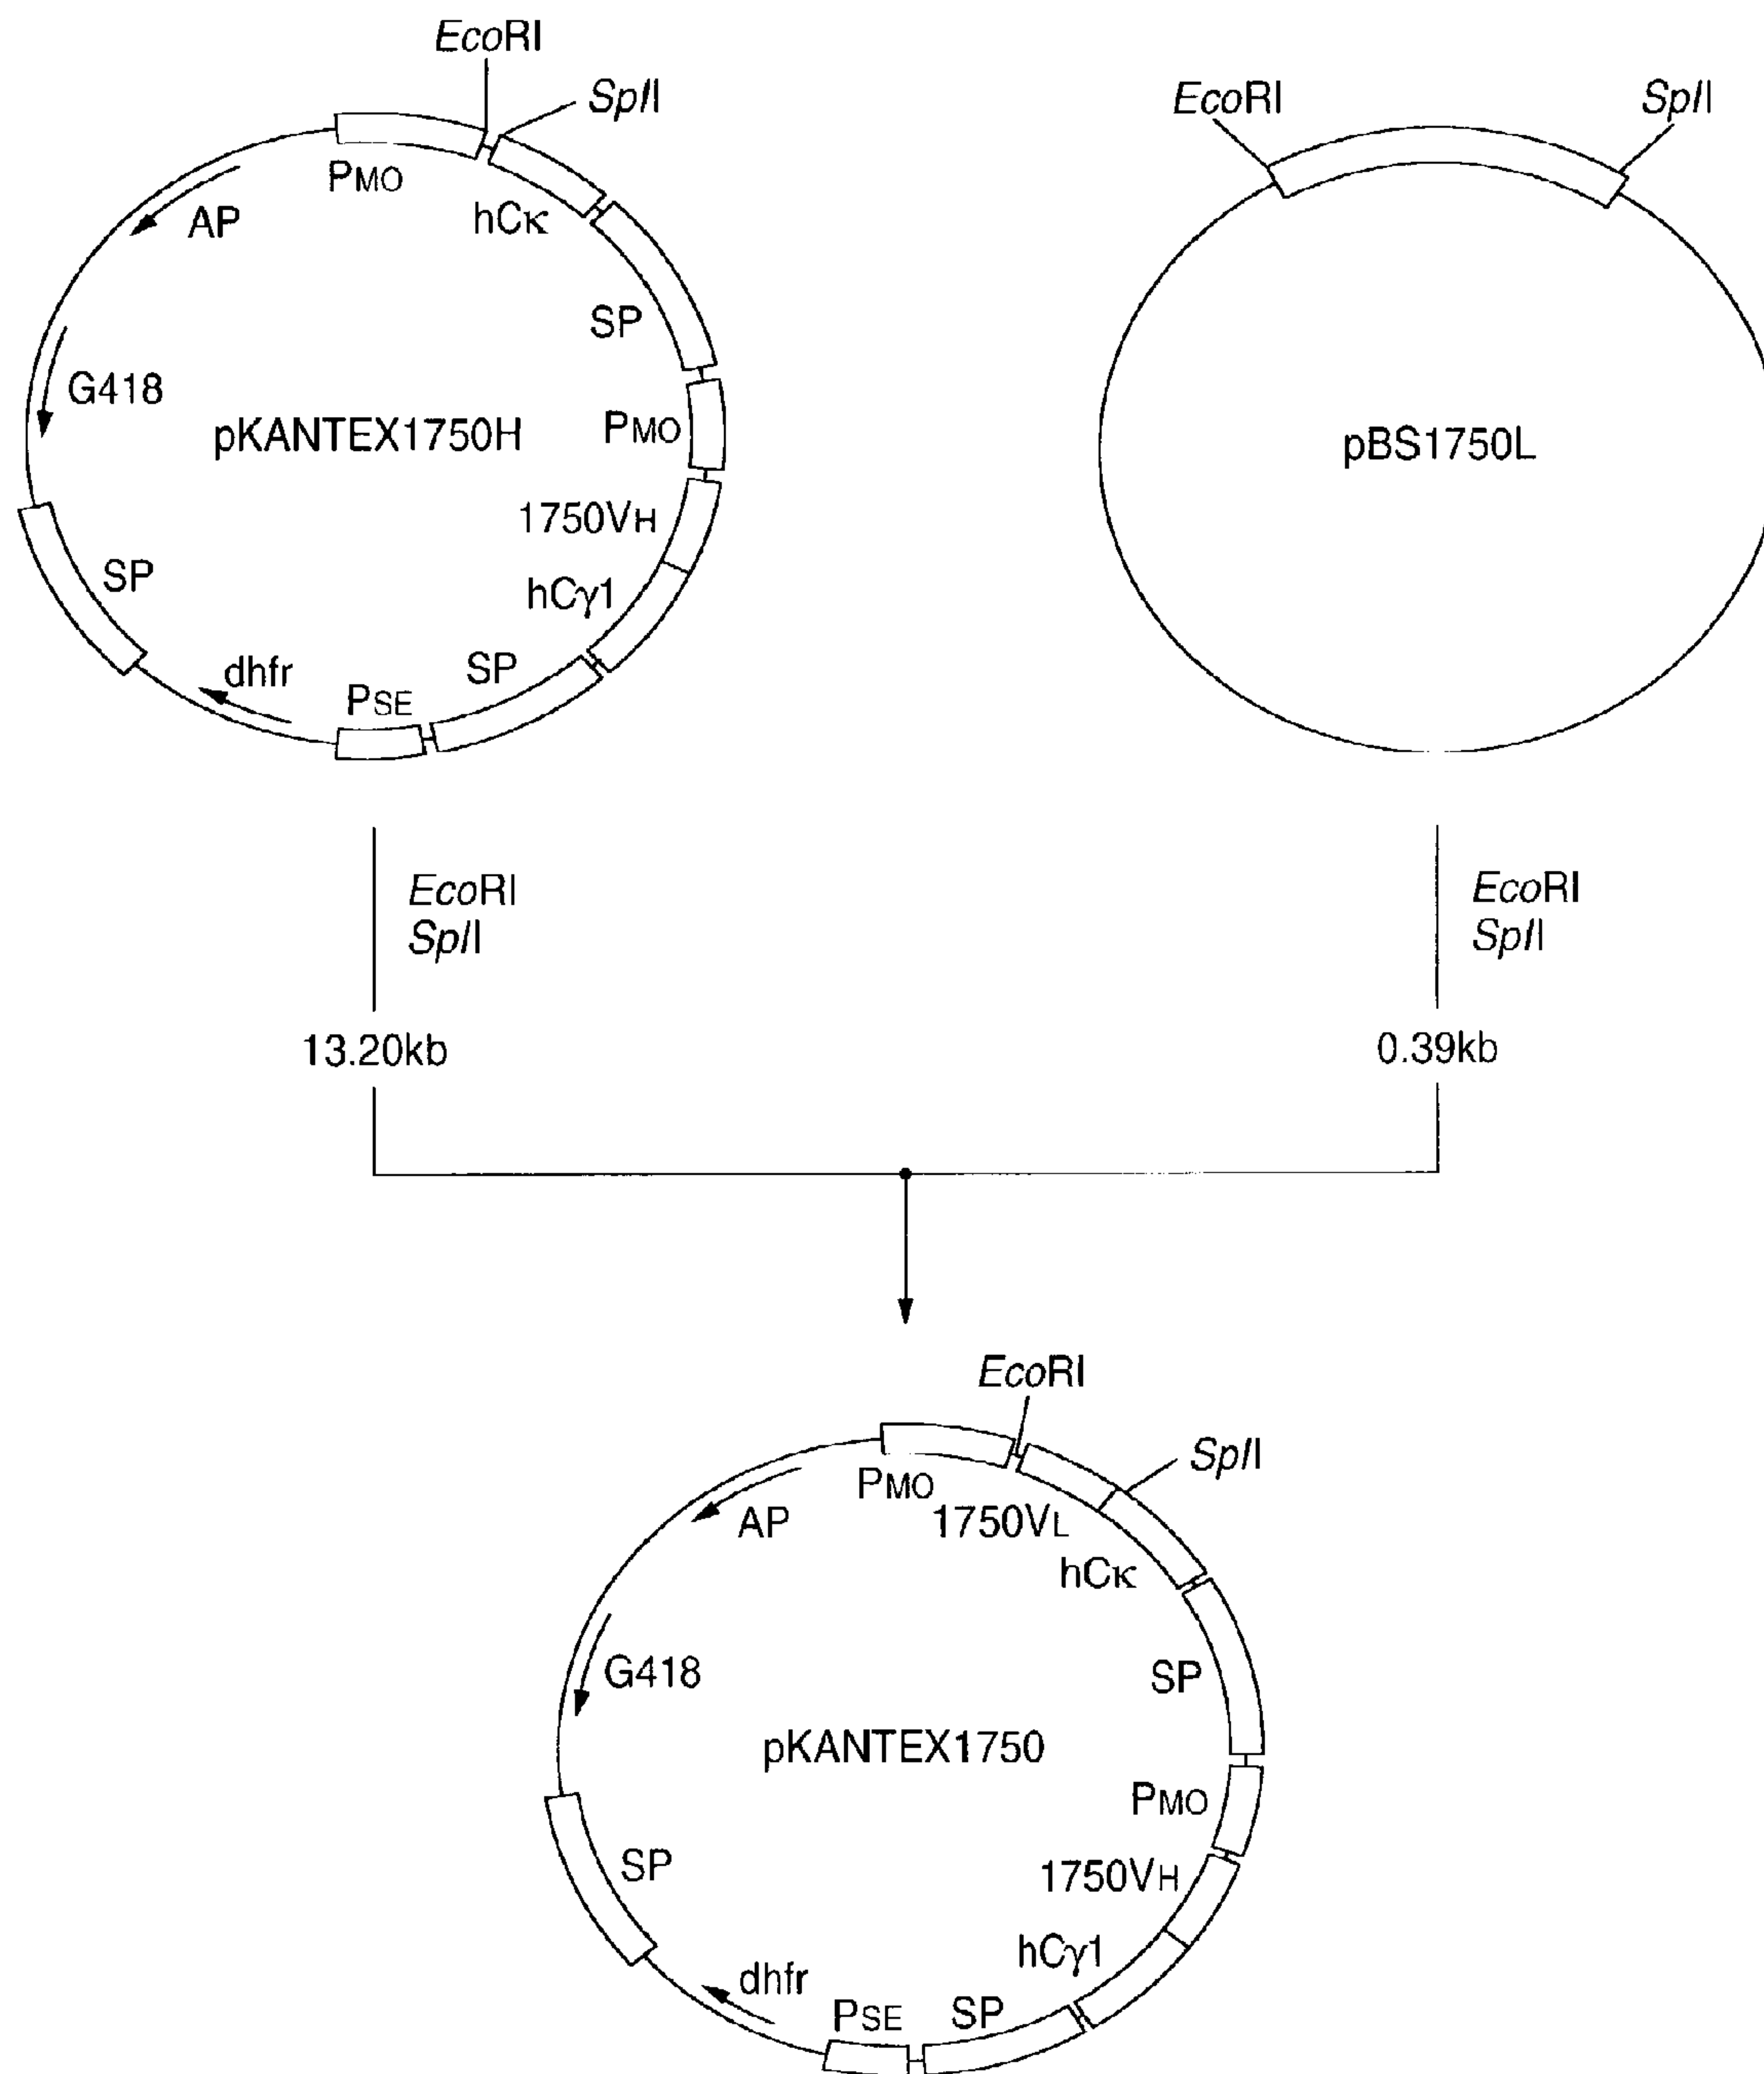 EcoRI
SplI
PMO
hCκ
AP
SP
G418
pKANTEX1750H
PMO
1750VH
hCγ1
SP
SP
dhfr
PSE
EcoRI
SplI
pBS1750L
EcoRI
SplI
13.20kb
EcoRI
SplI
0.39kb
EcoRI
SplI
PMO
1750VL
AP
hCκ
G418
SP
pKANTEX1750
PMO
1750VH
SP
hCγ1
dhfr
PSE
SP